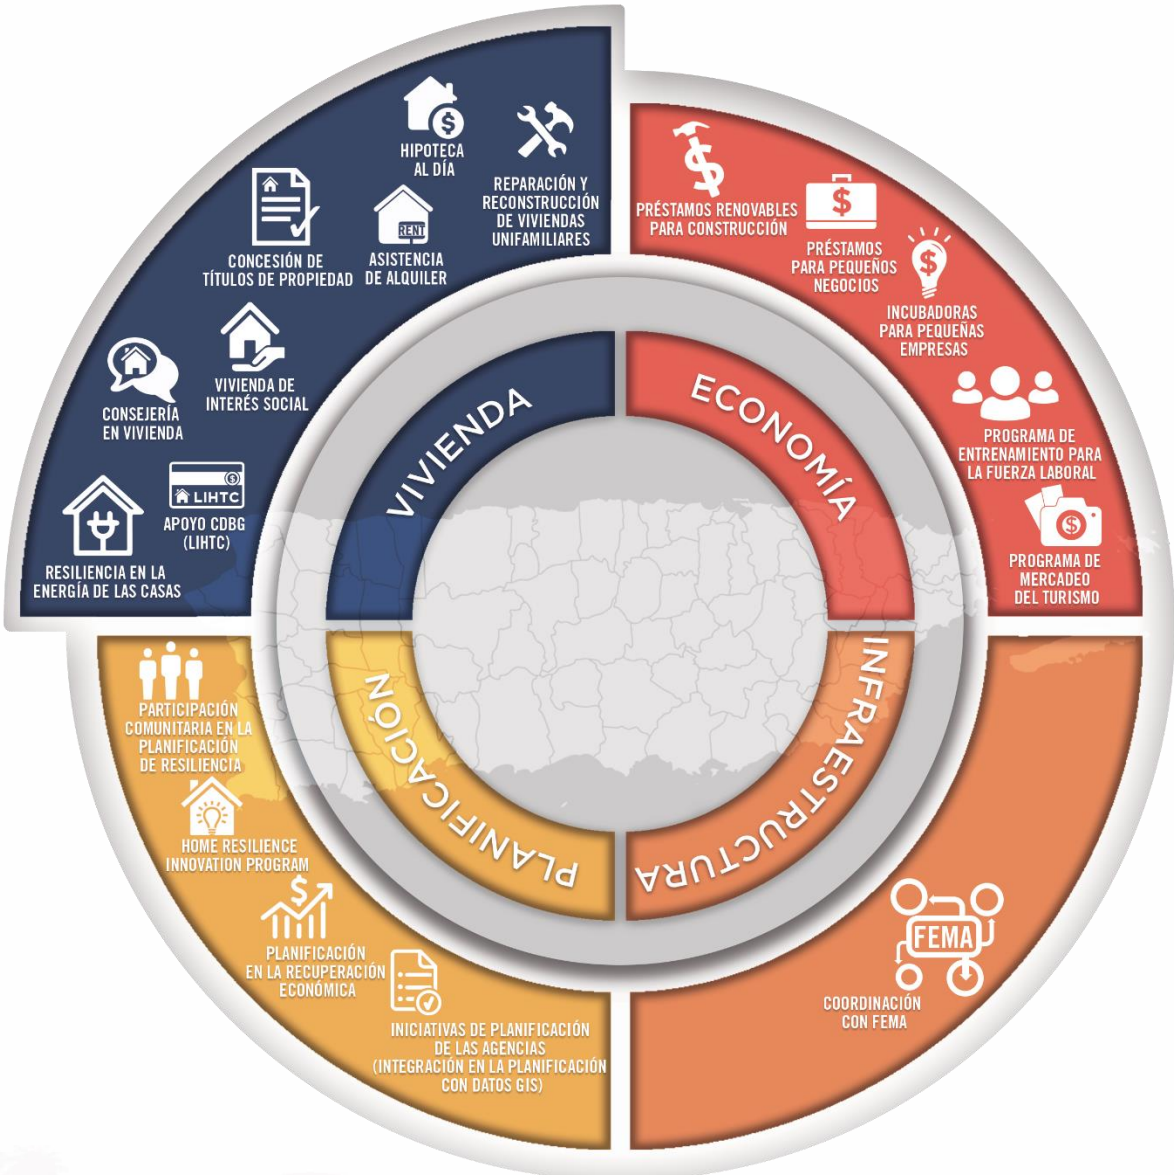 HIPOTECA
AL DÍA
REPARACIÓN Y
RECONSTRUCCIÓN
DE VIVIENDAS
UNIFAMILIARES
CONCESIÓN DE
TÍTULOS DE PROPIEDAD
RENT
ASISTENCIA
DE ALQUILER
CONSEJERÍA
EN VIVIENDA
VIVIENDA DE
INTERÉS SOCIAL
RESILIENCIA EN LA
ENERGÍA DE LAS CASAS
$
LIHTC
APOYO CDBG
(LIHTC)
VIVIENDA
$
PRÉSTAMOS RENOVABLES
PARA CONSTRUCCIÓN
$
PRÉSTAMOS
PARA PEQUEÑOS
NEGOCIOS
$
INCUBADORAS
PARA PEQUEÑAS
EMPRESAS
PROGRAMA DE
ENTRENAMIENTO PARA
LA FUERZA LABORAL
$
PROGRAMA DE
MERCADEO
DEL TURISMO
ECONOMÍA
PLANIFICACIÓN
PARTICIPACIÓN
COMUNITARIA EN LA
PLANIFICACIÓN
DE RESILIENCIA
HOME RESILIENCE
INNOVATION PROGRAM
$
PLANIFICACIÓN
EN LA RECUPERACIÓN
ECONÓMICA
INICIATIVAS DE PLANIFICACIÓN
DE LAS AGENCIAS
(INTEGRACIÓN EN LA PLANIFICACIÓN
CON DATOS GIS)
INFRAESTRUCTURA
FEMA
COORDINACIÓN
CON FEMA